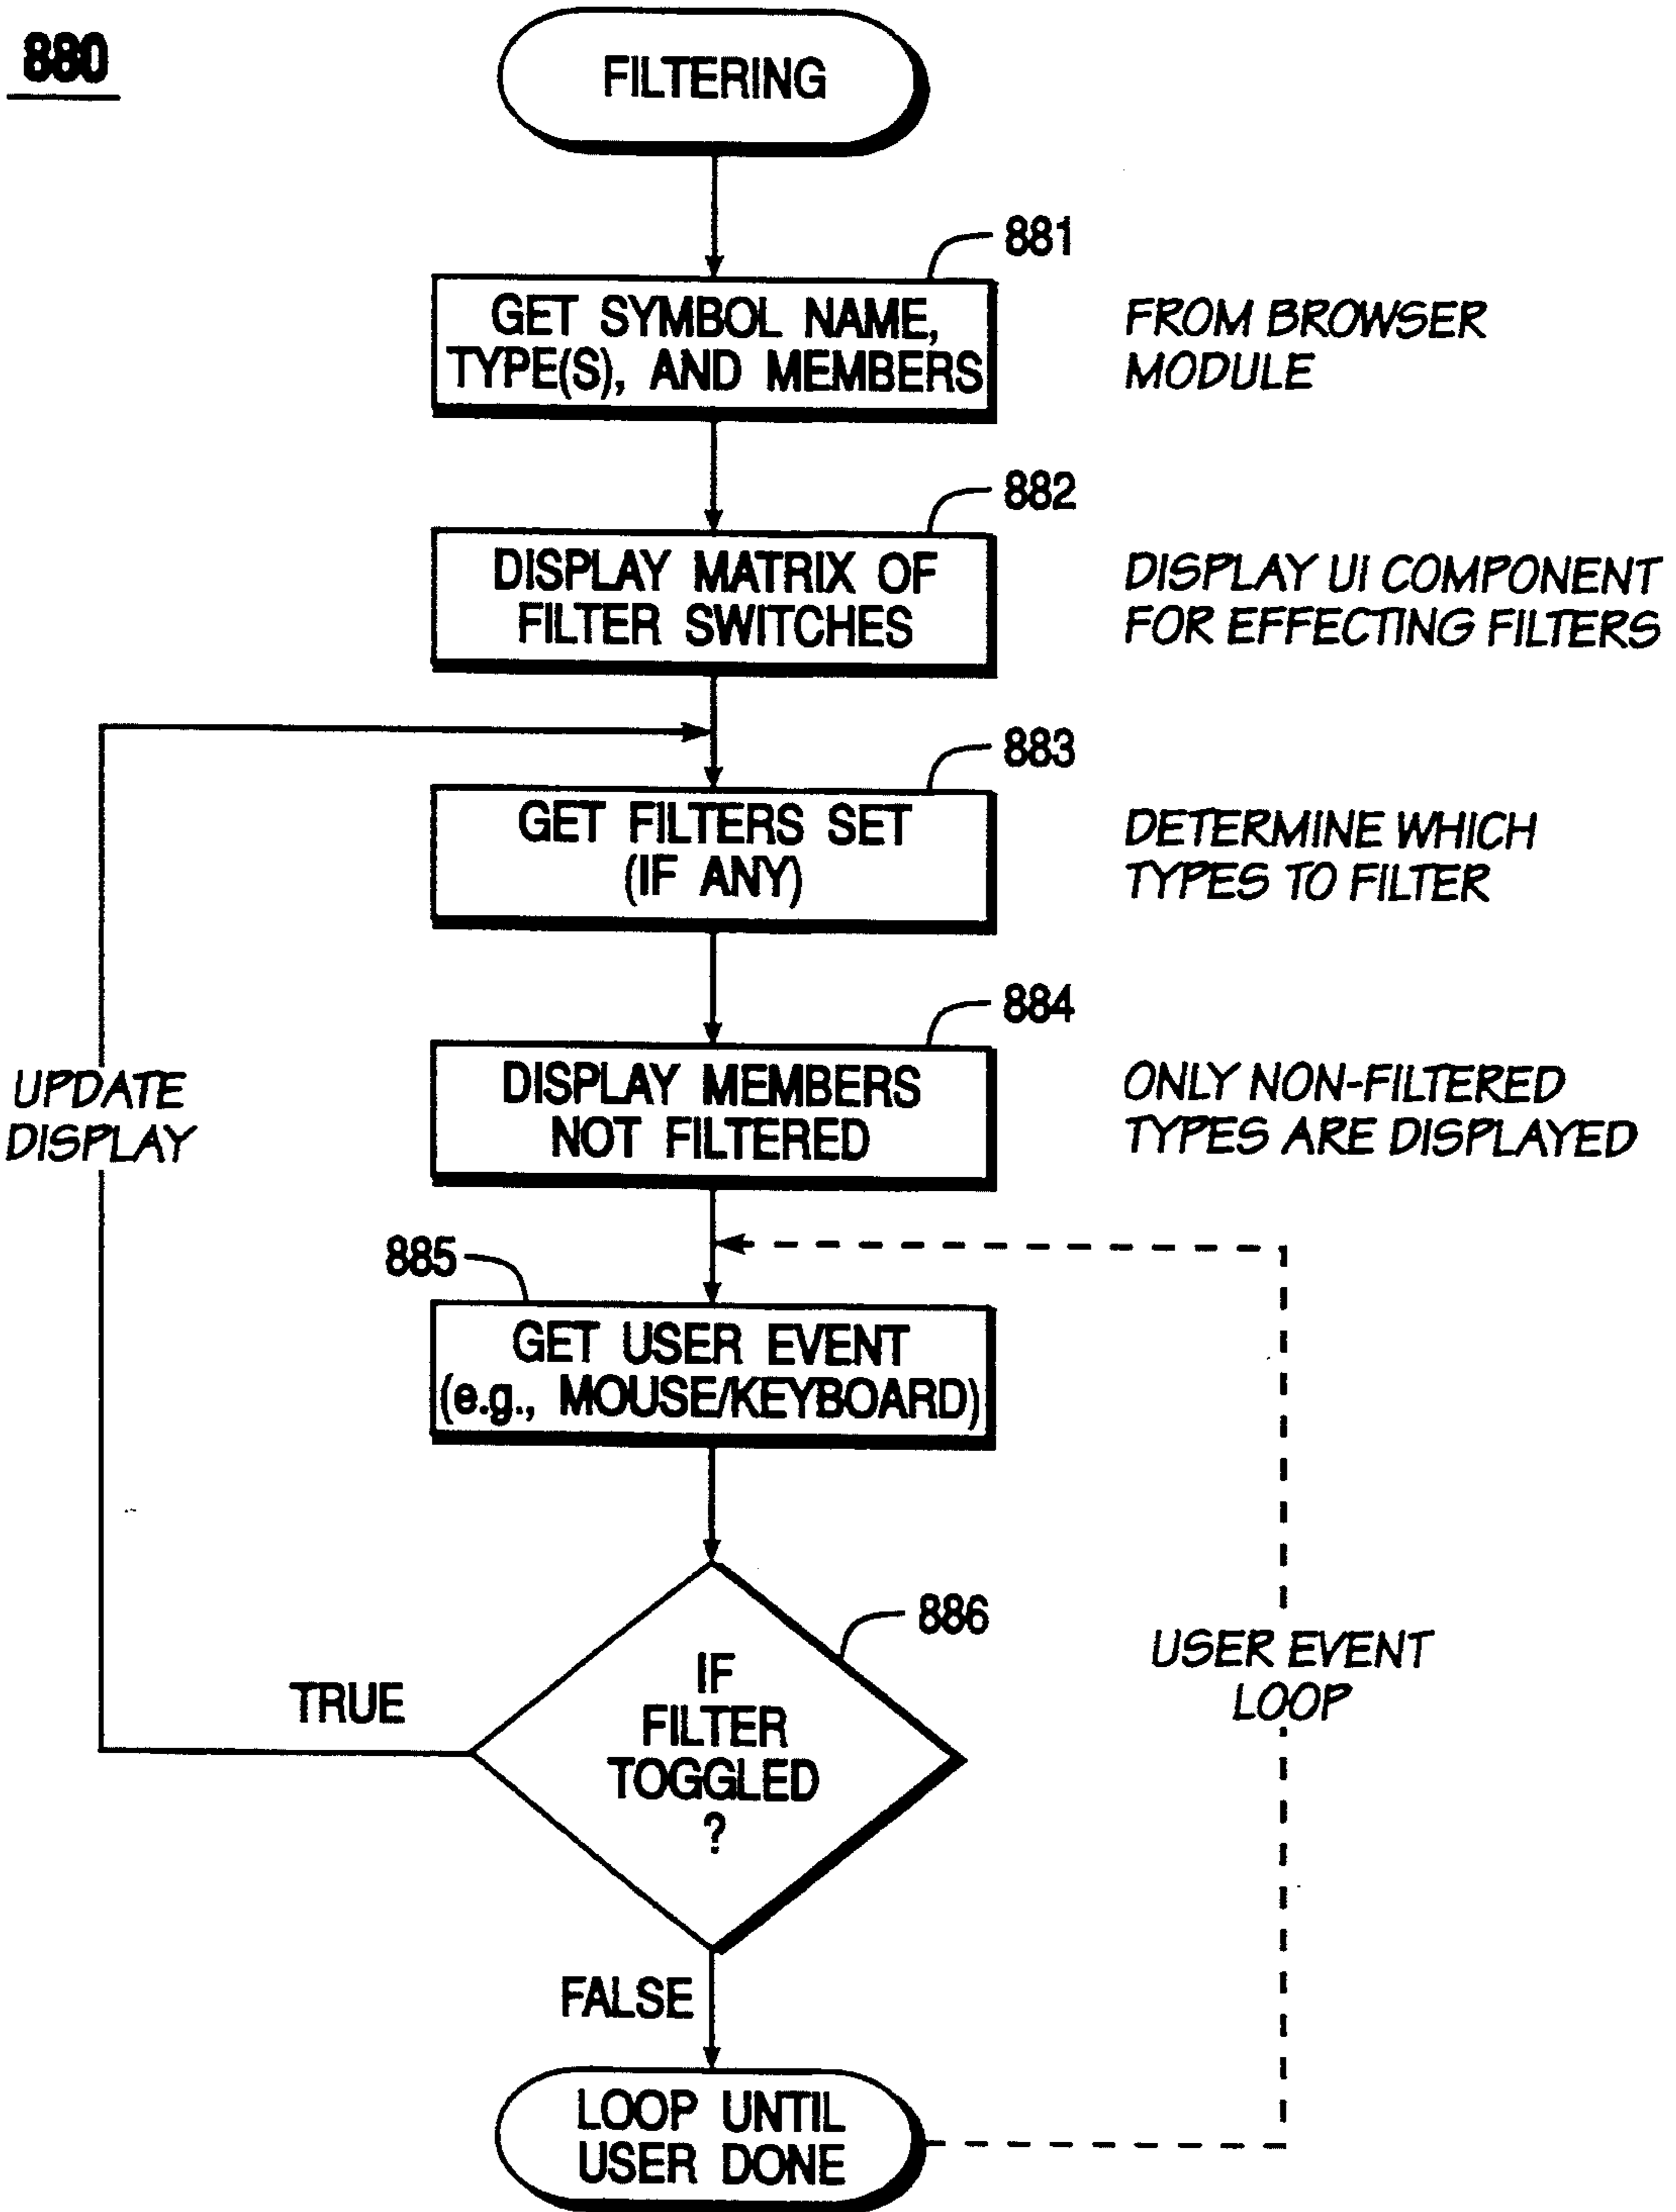 880
FILTERING
881
GET SYMBOL NAME,
TYPE(S), AND MEMBERS
FROM BROWSER
MODULE
882
DISPLAY MATRIX OF
FILTER SWITCHES
DISPLAY UI COMPONENT
FOR EFFECTING FILTERS
883
GET FILTERS SET
(IF ANY)
DETERMINE WHICH
TYPES TO FILTER
884
DISPLAY MEMBERS
NOT FILTERED
ONLY NON-FILTERED
TYPES ARE DISPLAYED
UPDATE
DISPLAY
885
GET USER EVENT
(e.g., MOUSE/KEYBOARD)
886
IF
FILTER
TOGGLED
?
TRUE
USER EVENT
LOOP
FALSE
LOOP UNTIL
USER DONE